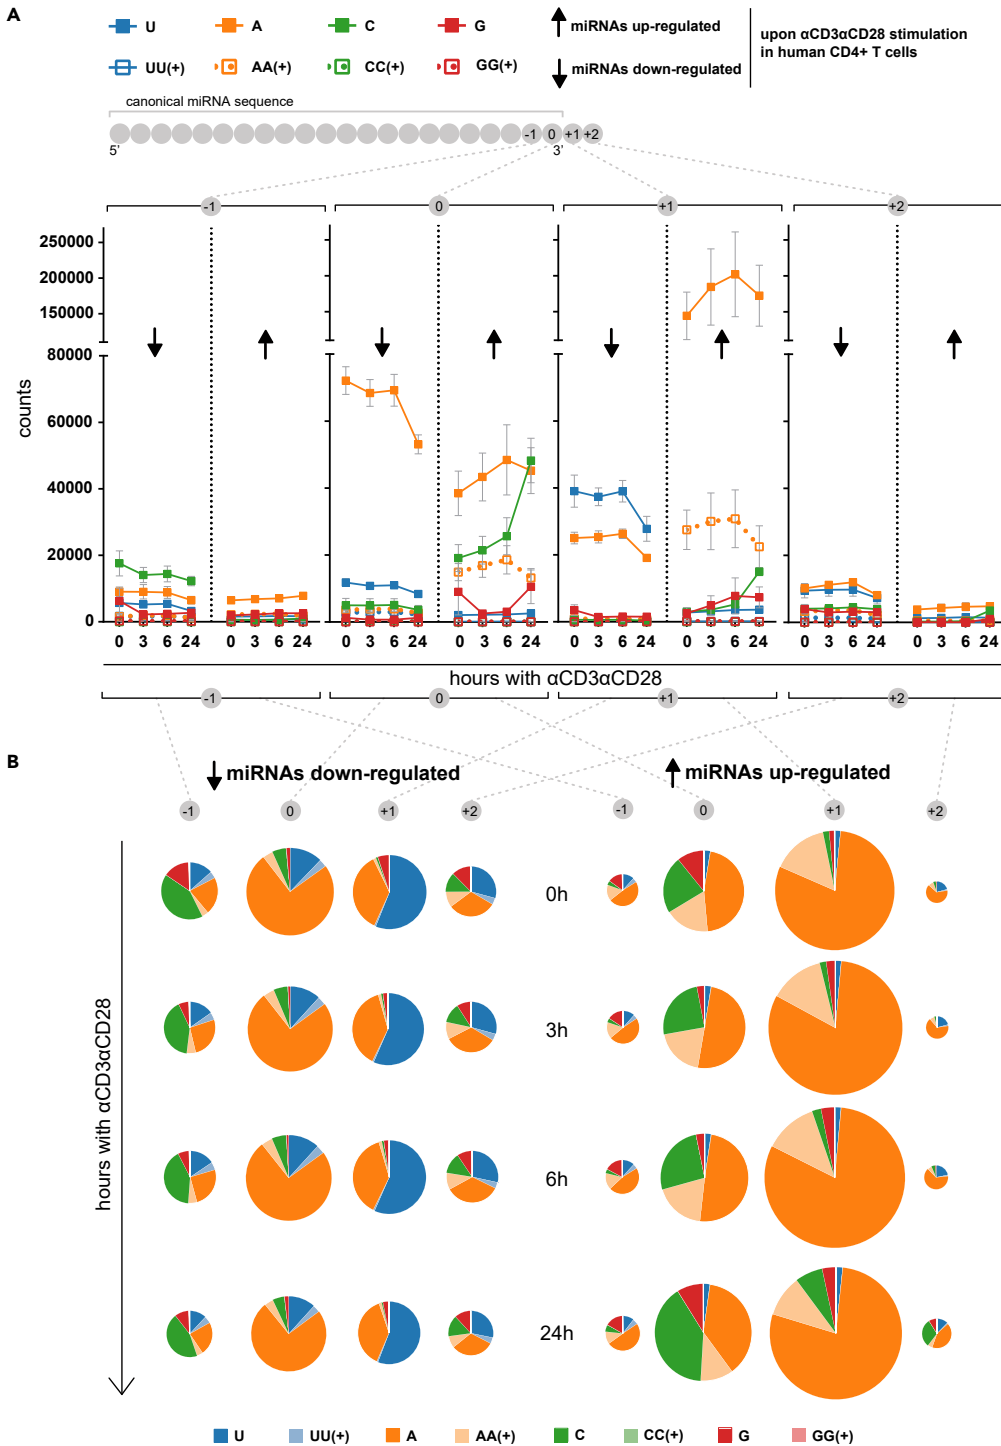 A
U A C G
UU(+) AA(+) CC(+) GG(+)
miRNAs up-regulated
miRNAs down-regulated
upon αCD3αCD28 stimulation
in human CD4+ T cells
canonical miRNA sequence
-1 0 +1 +2
5' 3'
-1 0 +1 +2
250000
200000
150000
80000
60000
40000
20000
0
counts
0 3 6 24 0 3 6 24 0 3 6 24 0 3 6 24 0 3 6 24 0 3 6 24 0 3 6 24 0 3 6 24
hours with αCD3αCD28
-1 0 +1 +2
B
miRNAs down-regulated miRNAs up-regulated
-1 0 +1 +2 -1 0 +1 +2
0h
3h
6h
24h
hours with αCD3αCD28
U UU(+) A AA(+) C CC(+) G GG(+)